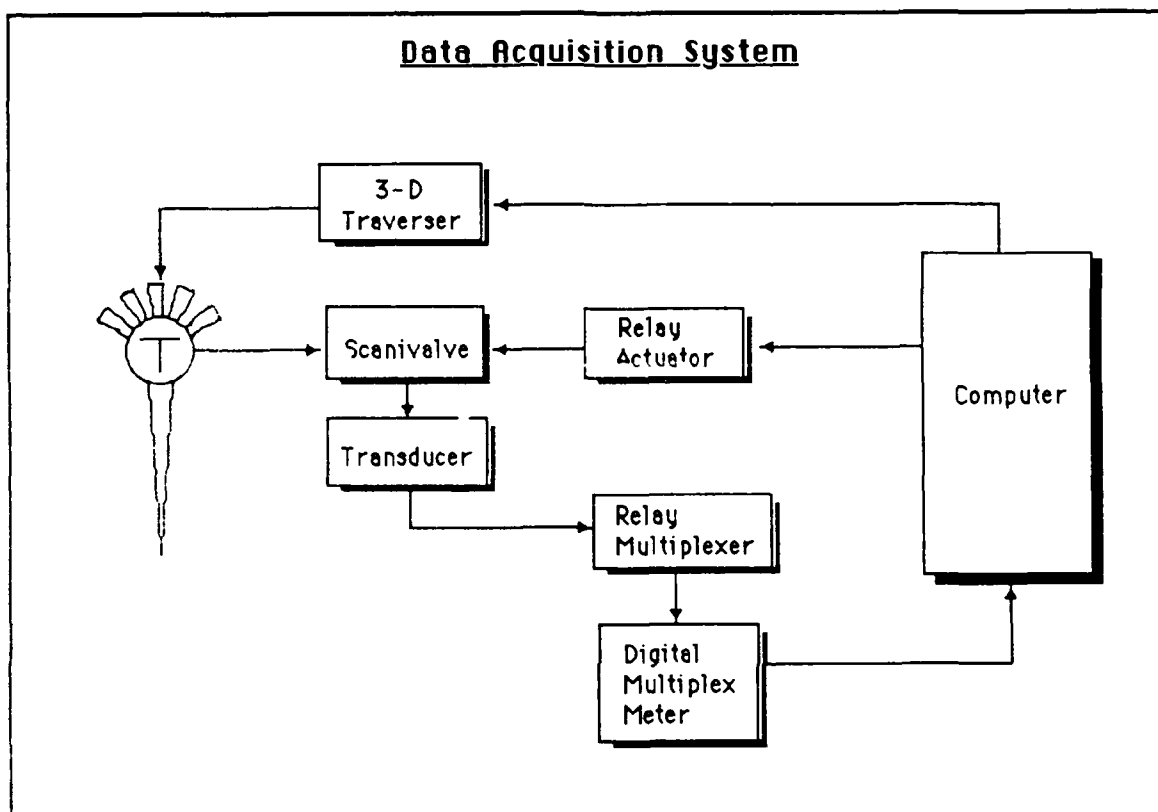 Data Acquisition System
3-D
Traverser
T
Scanivalve
Relay
Actuator
Computer
Transducer
Relay
Multiplexer
Digital
Multiplex
Meter